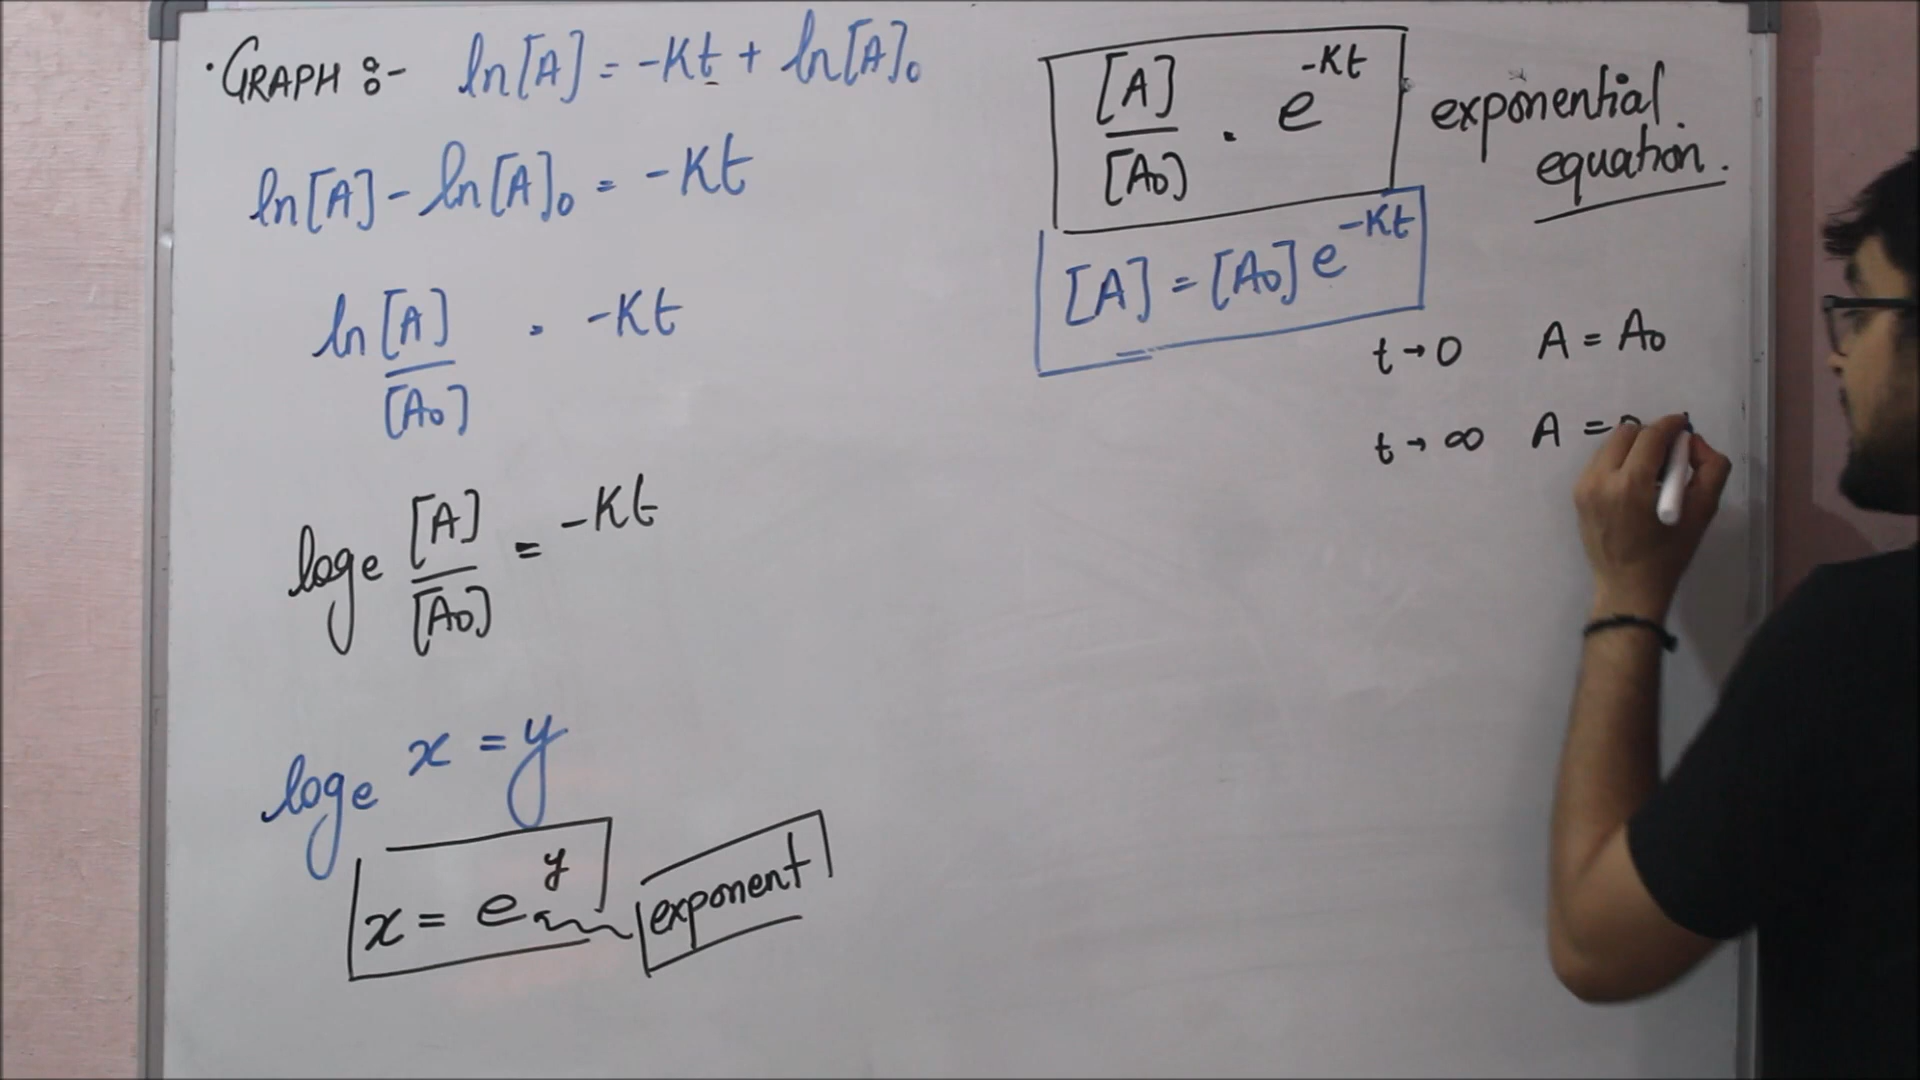 · GRAPH :- ln[A] = -Kt + ln[A]₀
ln[A] - ln[A]₀ = -Kt
ln [A] = -Kt
[A₀]
logₑ [A] = -Kt
[A₀]
logₑ x = y
x = e^y
exponent
[A] = e^-Kt
[A₀]
exponential
equation.
[A] = [A₀] e^-Kt
t → 0 A = A₀
t → ∞ A =